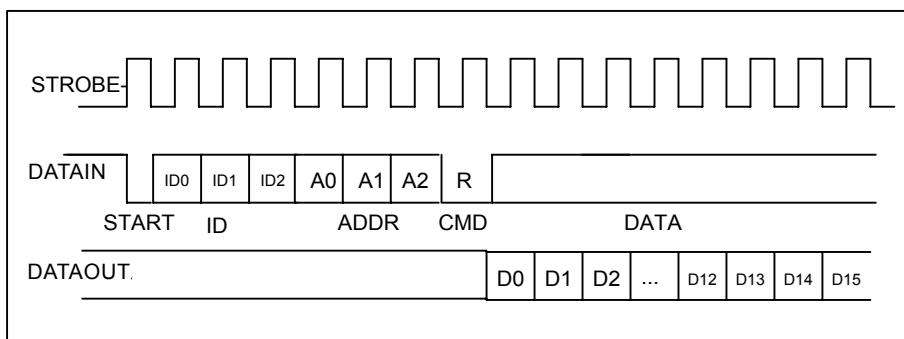 STROBE-
DATAIN ID0 ID1 ID2 A0 A1 A2 R
START ID ADDR CMD DATA
DATAOUT. D0 D1 D2 ... D12 D13 D14 D15